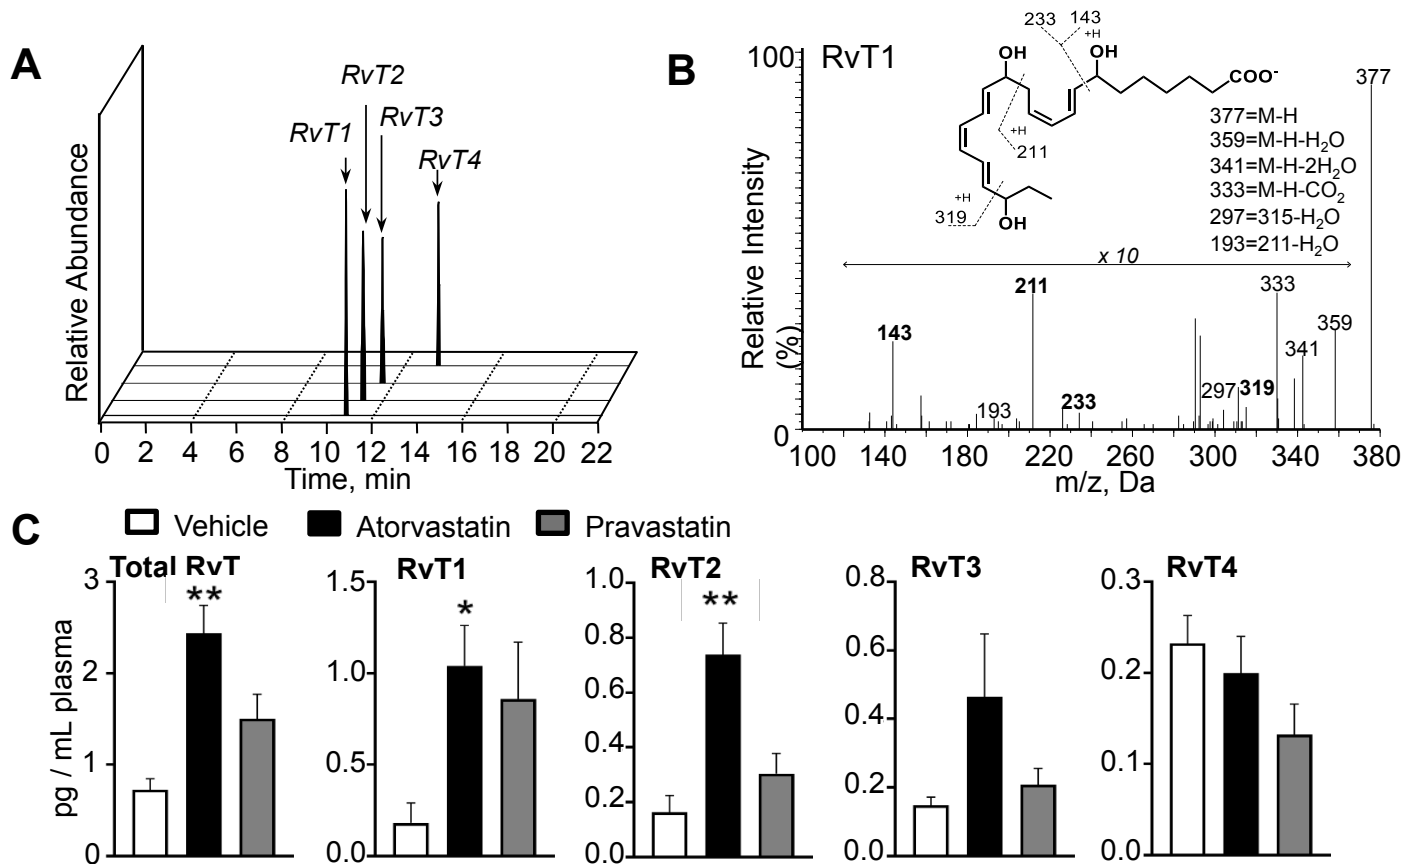 A
RvT2
RvT1
RvT3
RvT4
Relative Abundance
0 2 4 6 8 10 12 14 16 18 20 22
Time, min
B
RvT1
233 143
+H
OH OH
COO-
+H
211
+H
319
OH
377
377=M-H
359=M-H-H2O
341=M-H-2H2O
333=M-H-CO2
297=315-H2O
193=211-H2O
x 10
100
0
Relative Intensity
(%)
143
193
211
233
297
319
333
341
359
100 140 180 220 260 300 340 380
m/z, Da
C
Vehicle Atorvastatin Pravastatin
pg / mL plasma
Total RvT
3
2
1
0
**
RvT1
1.5
1.0
0.5
0.0
*
RvT2
1.0
0.8
0.6
0.4
0.2
0.0
**
RvT3
0.8
0.6
0.4
0.2
0.0
RvT4
0.3
0.2
0.1
0.0